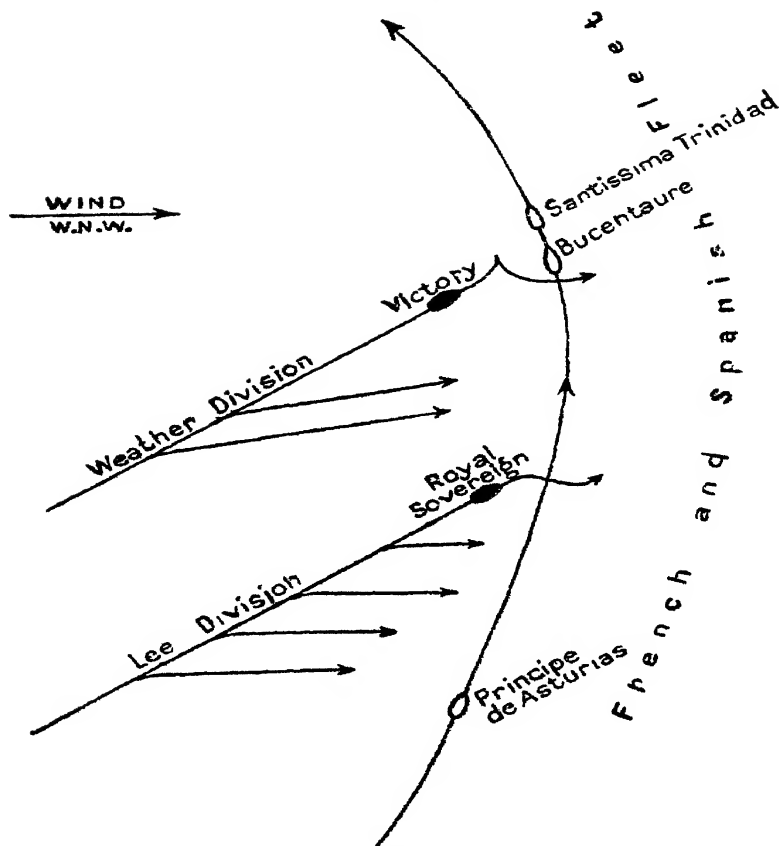 French and Spanish Fleet
Santissima Trinidad
Bucentaure
WIND
W.N.W.
Victory
Weather Division
Royal
Sovereign
Lee Division
Principe
de Asturias